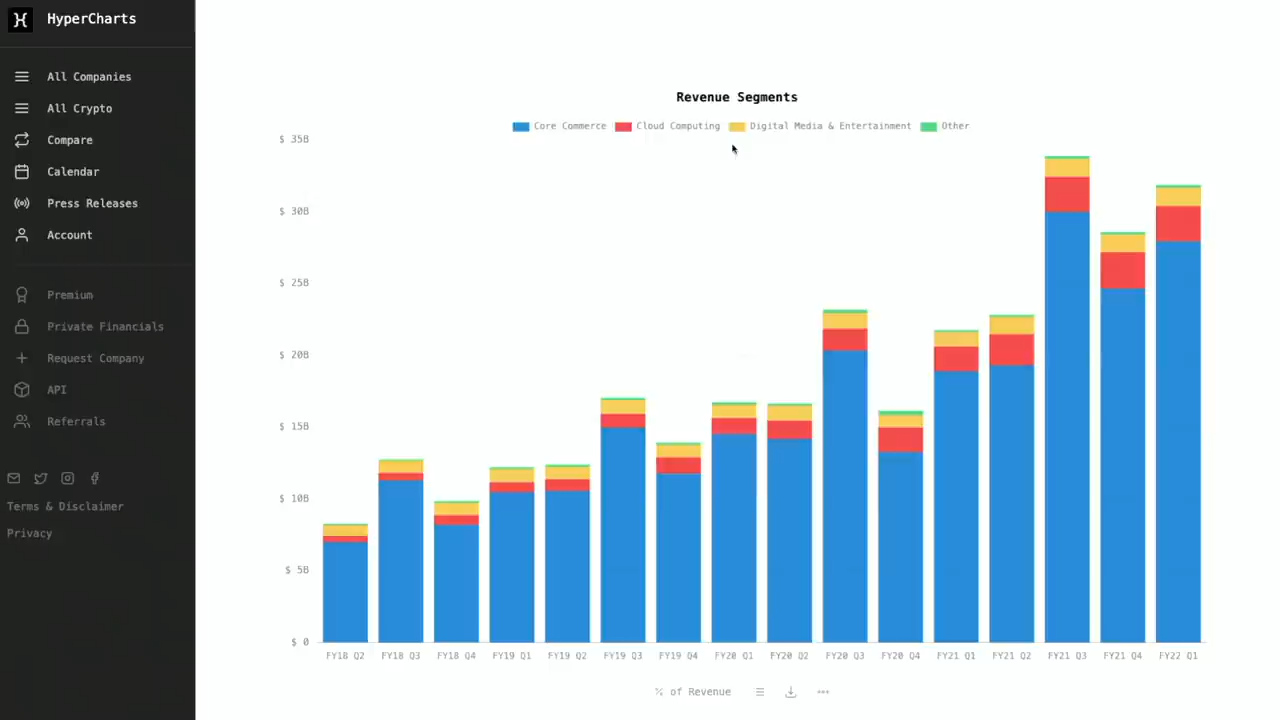 HyperCharts
All Companies
All Crypto
Compare
Calendar
Press Releases
Account
Premium
Private Financials
Request Company
API
Referrals
Terms & Disclaimer
Privacy
Revenue Segments
Core Commerce Cloud Computing Digital Media & Entertainment Other
$ 35B
$ 30B
$ 25B
$ 20B
$ 15B
$ 10B
$ 5B
$ 0
FY18 Q2 FY18 Q3 FY18 Q4 FY19 Q1 FY19 Q2 FY19 Q3 FY19 Q4 FY20 Q1 FY20 Q2 FY20 Q3 FY20 Q4 FY21 Q1 FY21 Q2 FY21 Q3 FY21 Q4 FY22 Q1
% of Revenue